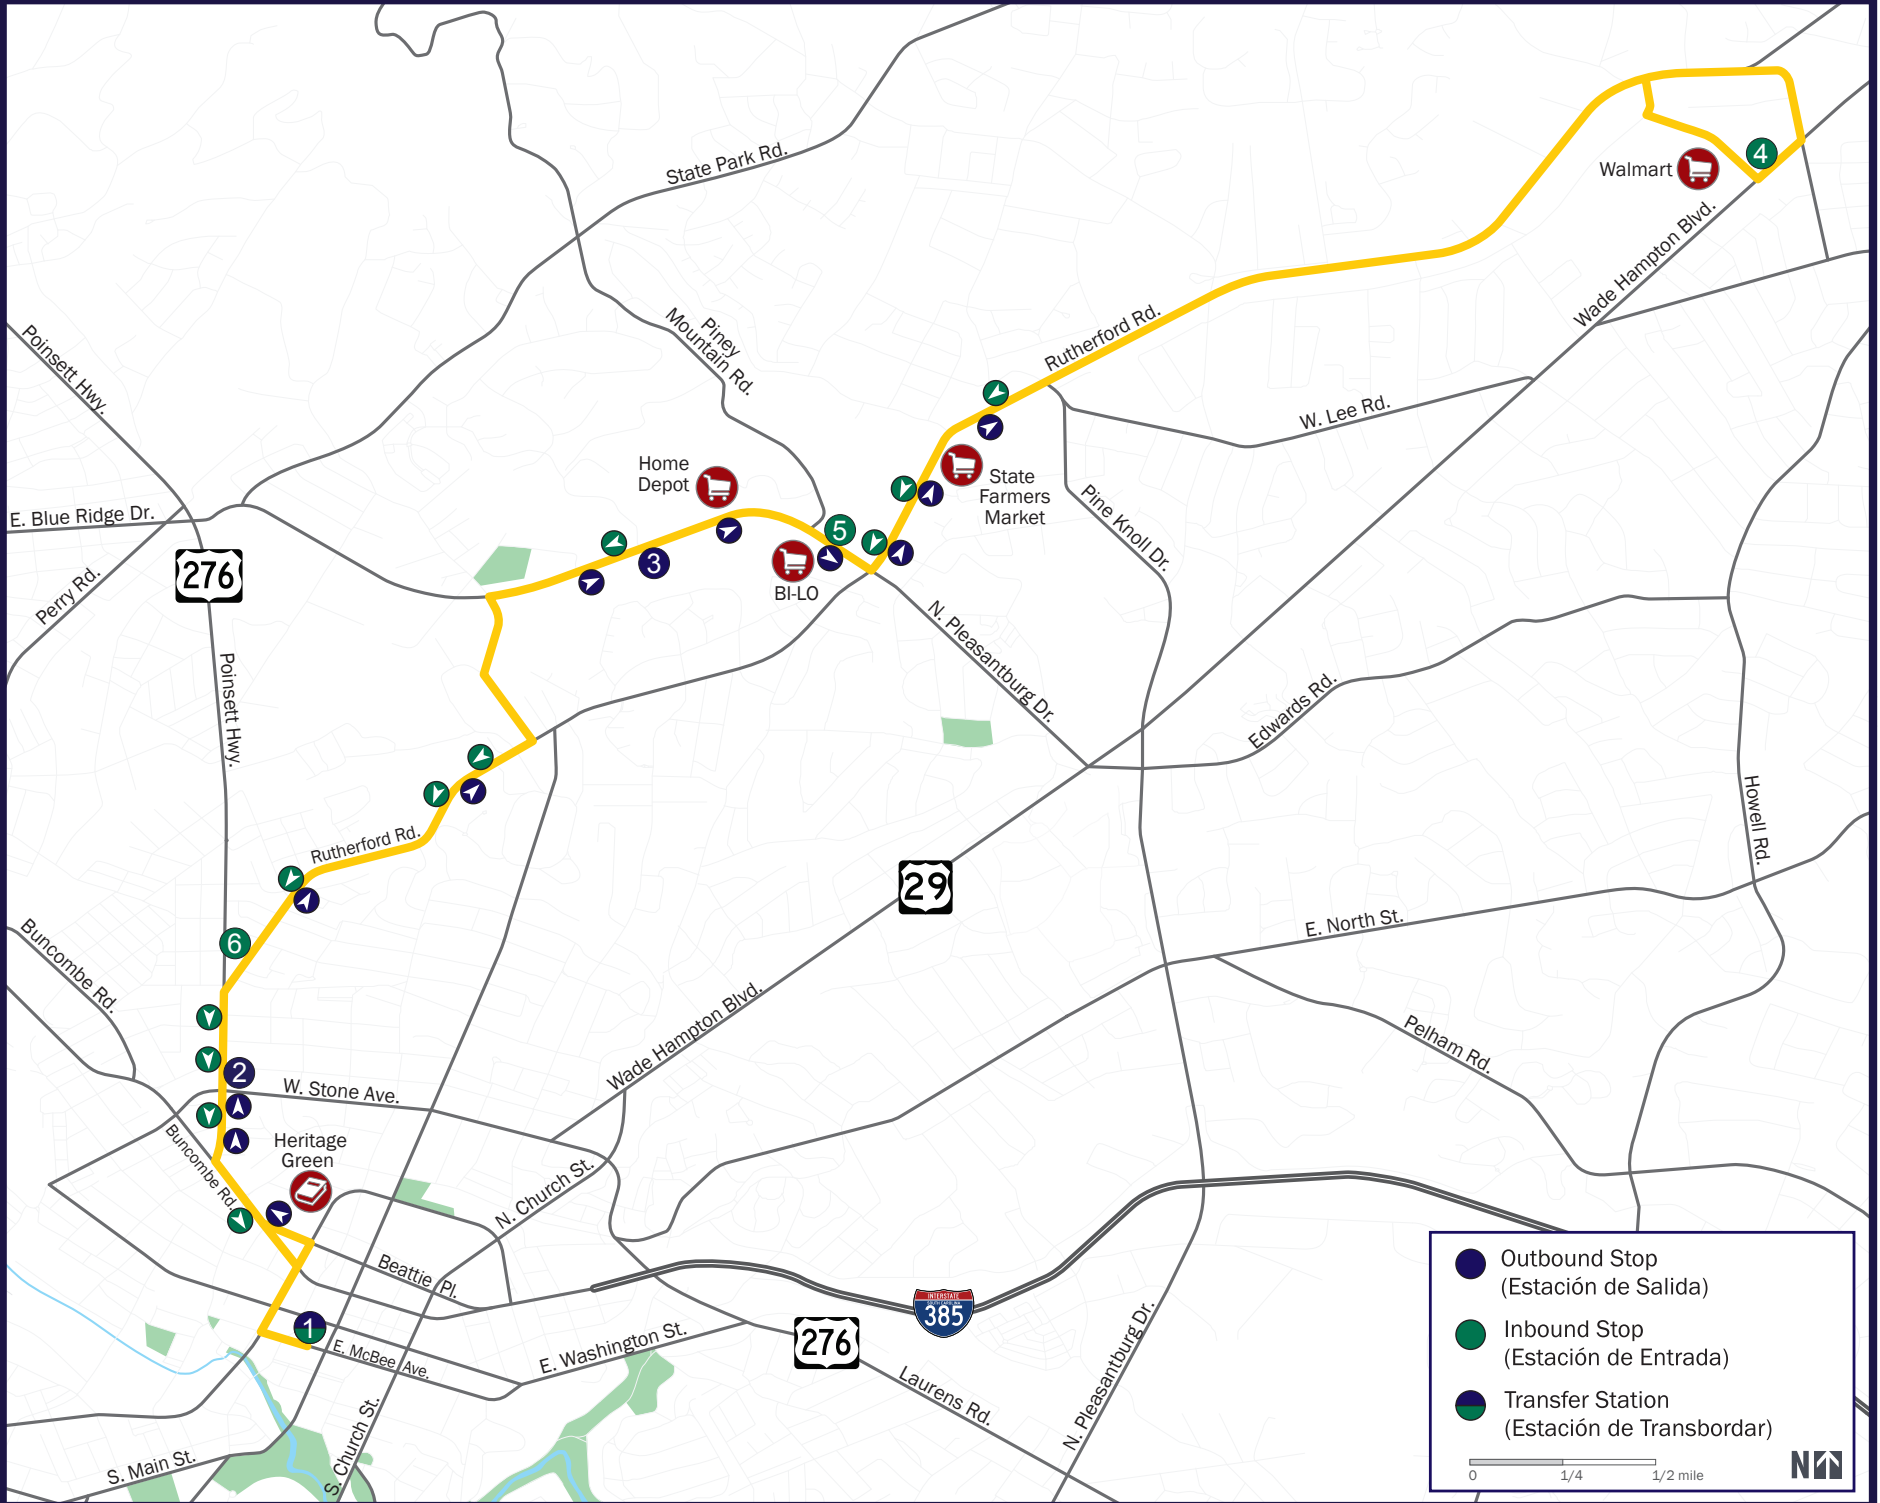 State Park Rd.
Walmart
4
Wade Hampton Blvd.
Poinsett Hwy.
Piney
Mountain Rd.
Rutherford Rd.
W. Lee Rd.
Home
Depot
State
Farmers
Market
E. Blue Ridge Dr.
Pine Knoll Dr.
5
3
276
BI-LO
Perry Rd.
N. Pleasantburg Dr.
Poinsett Hwy.
Edwards Rd.
Howell Rd.
Rutherford Rd.
29
E. North St.
6
Buncombe Rd.
Wade Hampton Blvd.
Pelham Rd.
2
W. Stone Ave.
Buncombe Rd.
Heritage
Green
N. Church St.
Beattie Pl.
1
E. McBee Ave.
E. Washington St.
276
INTERSTATE
SOUTH CAROLINA
385
Laurens Rd.
N. Pleasantburg Dr.
S. Church St.
S. Main St.
Outbound Stop
(Estación de Salida)
Inbound Stop
(Estación de Entrada)
Transfer Station
(Estación de Transbordar)
0 1/4 1/2 mile
N